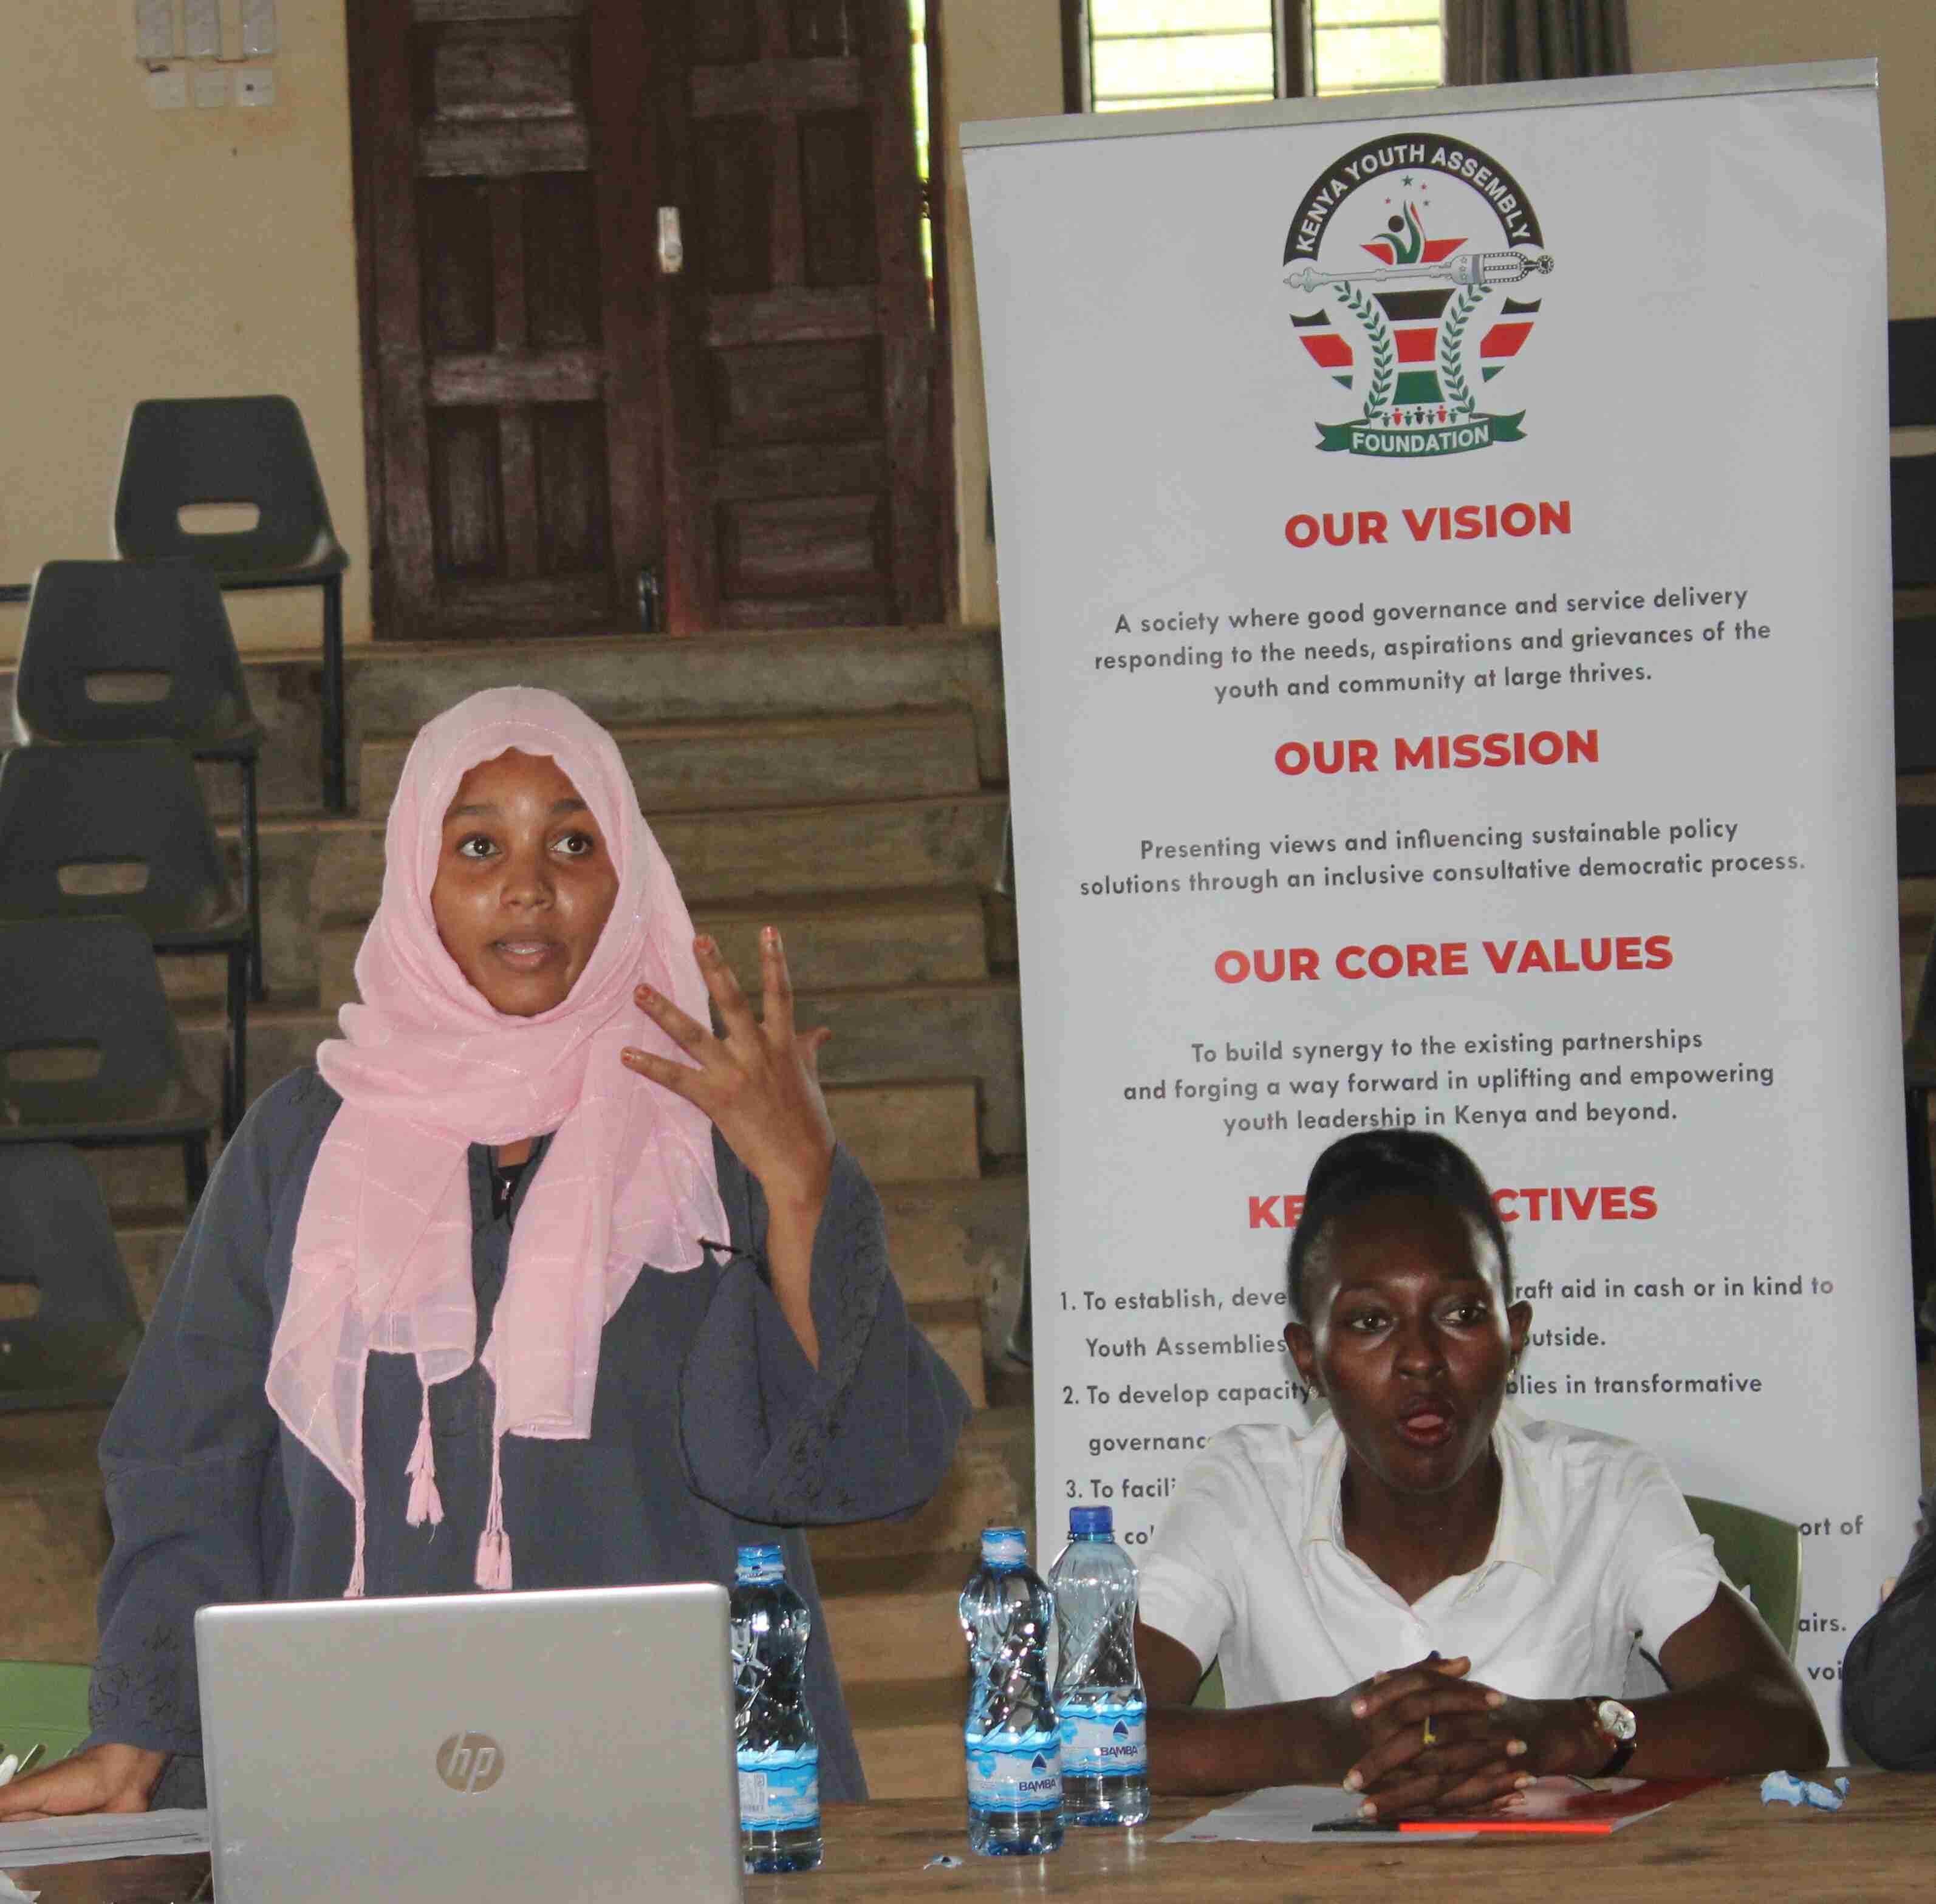 KENYA YOUTH ASSEMBLY
FOUNDATION
OUR VISION
A society where good governance and service delivery
responding to the needs, aspirations and grievances of the
youth and community at large thrives.
OUR MISSION
Presenting views and influencing sustainable policy
solutions through an inclusive consultative democratic process.
OUR CORE VALUES
To build synergy to the existing partnerships
and forging a way forward in uplifting and empowering
youth leadership in Kenya and beyond.
KE CTIVES
1. To establish, deve raft aid in cash or in kind to
Youth Assemblies utside.
2. To develop capacity blies in transformative
governanc
3. To facili
col ort of
airs.
voi
hp
BAMBA
BAMBA